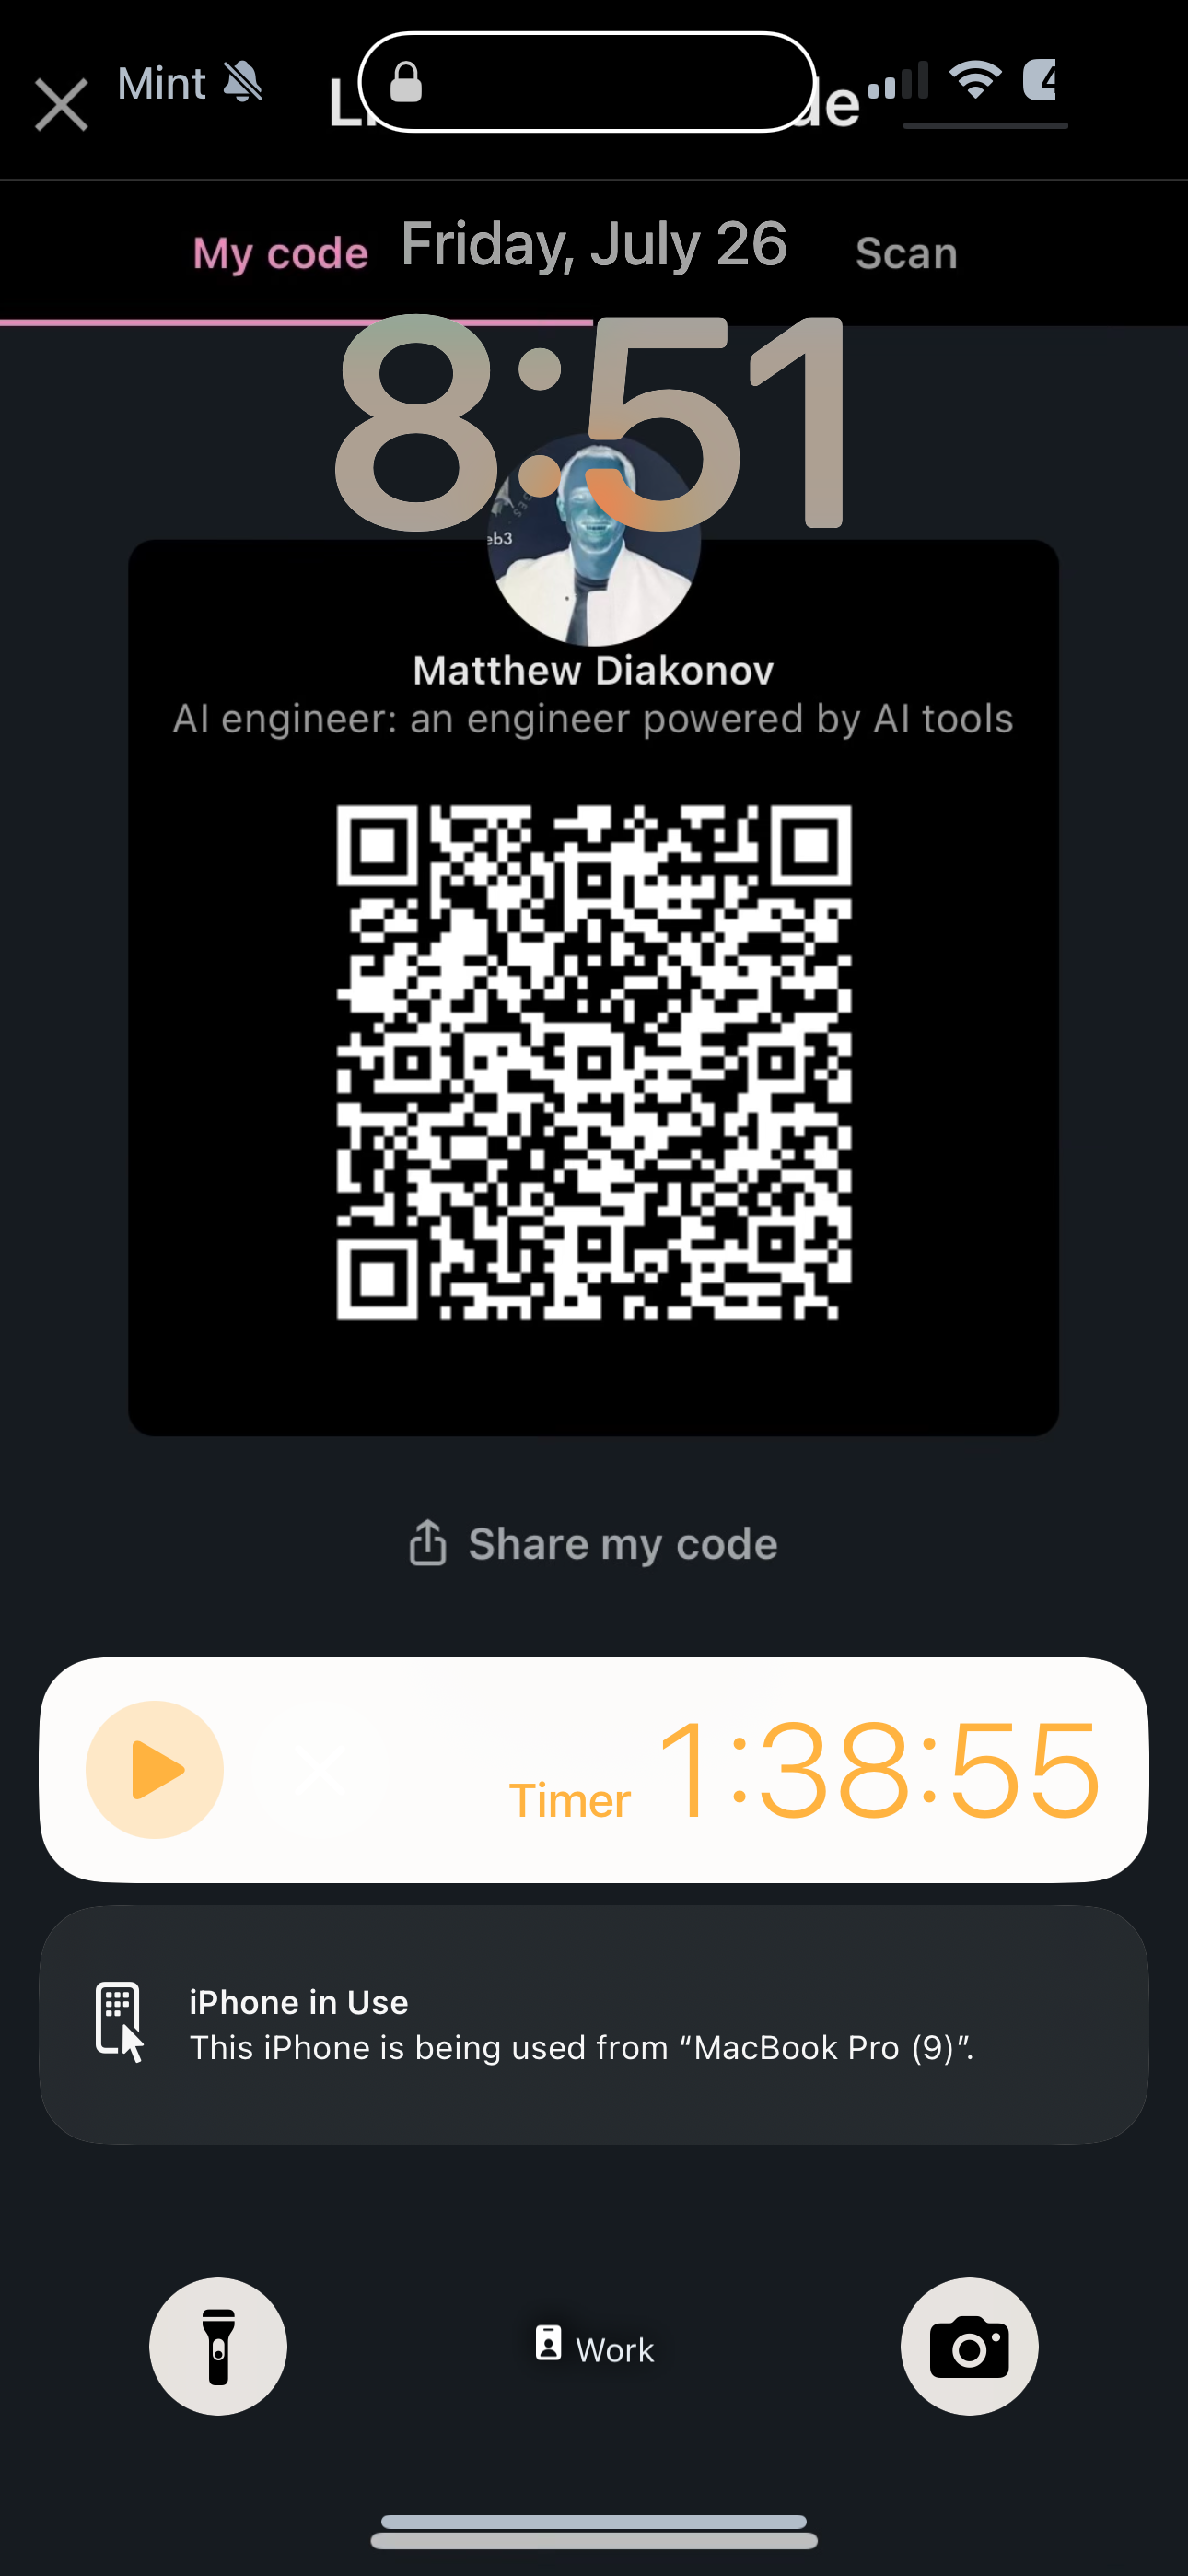 Mint
My code
Friday, July 26
Scan
8:51
eb3
Matthew Diakonov
AI engineer: an engineer powered by AI tools
Share my code
Timer 1:38:55
iPhone in Use
This iPhone is being used from “MacBook Pro (9)”.
Work